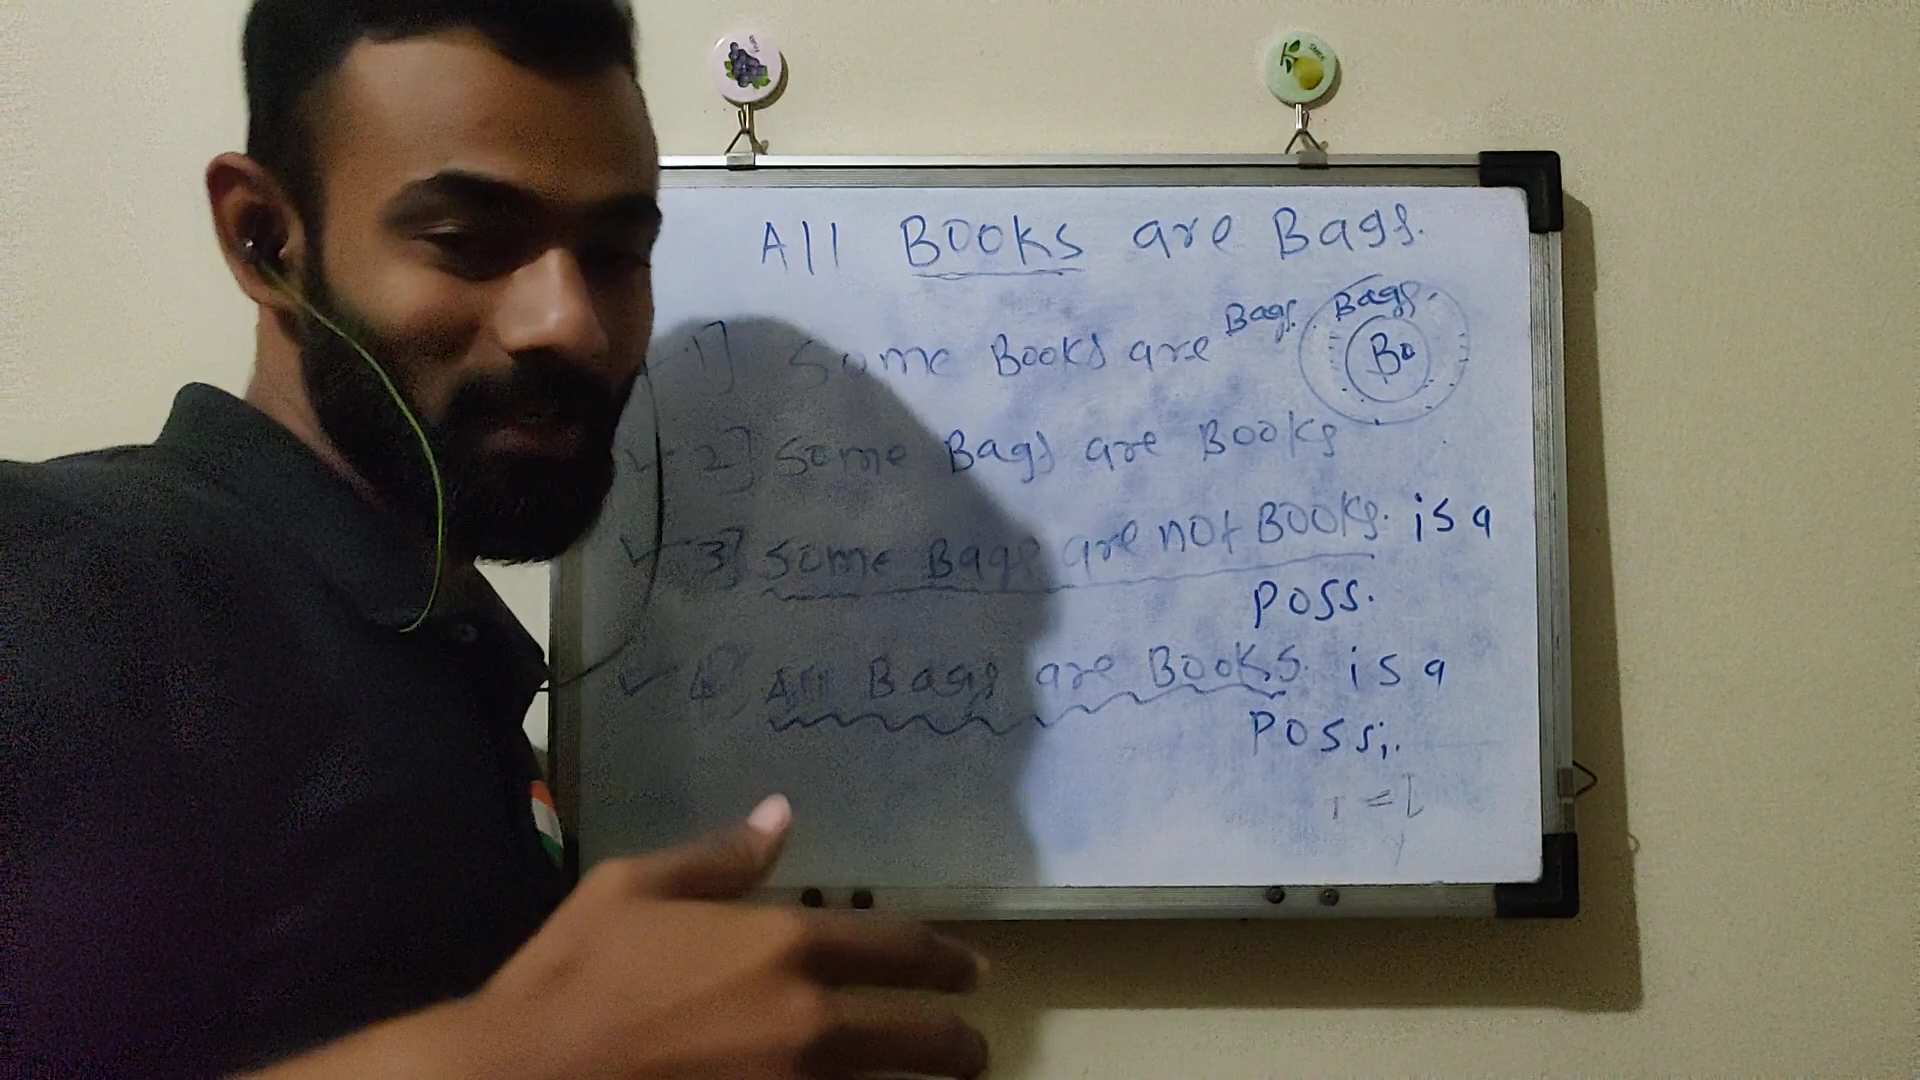 All BOOKS are Bags.
Bags.
Bo
1] Some Books are Bags.
2] Some Bags are Books
3] Some Bags are not Books. is a
Poss.
4] All Bags are Books. is a
Possi.